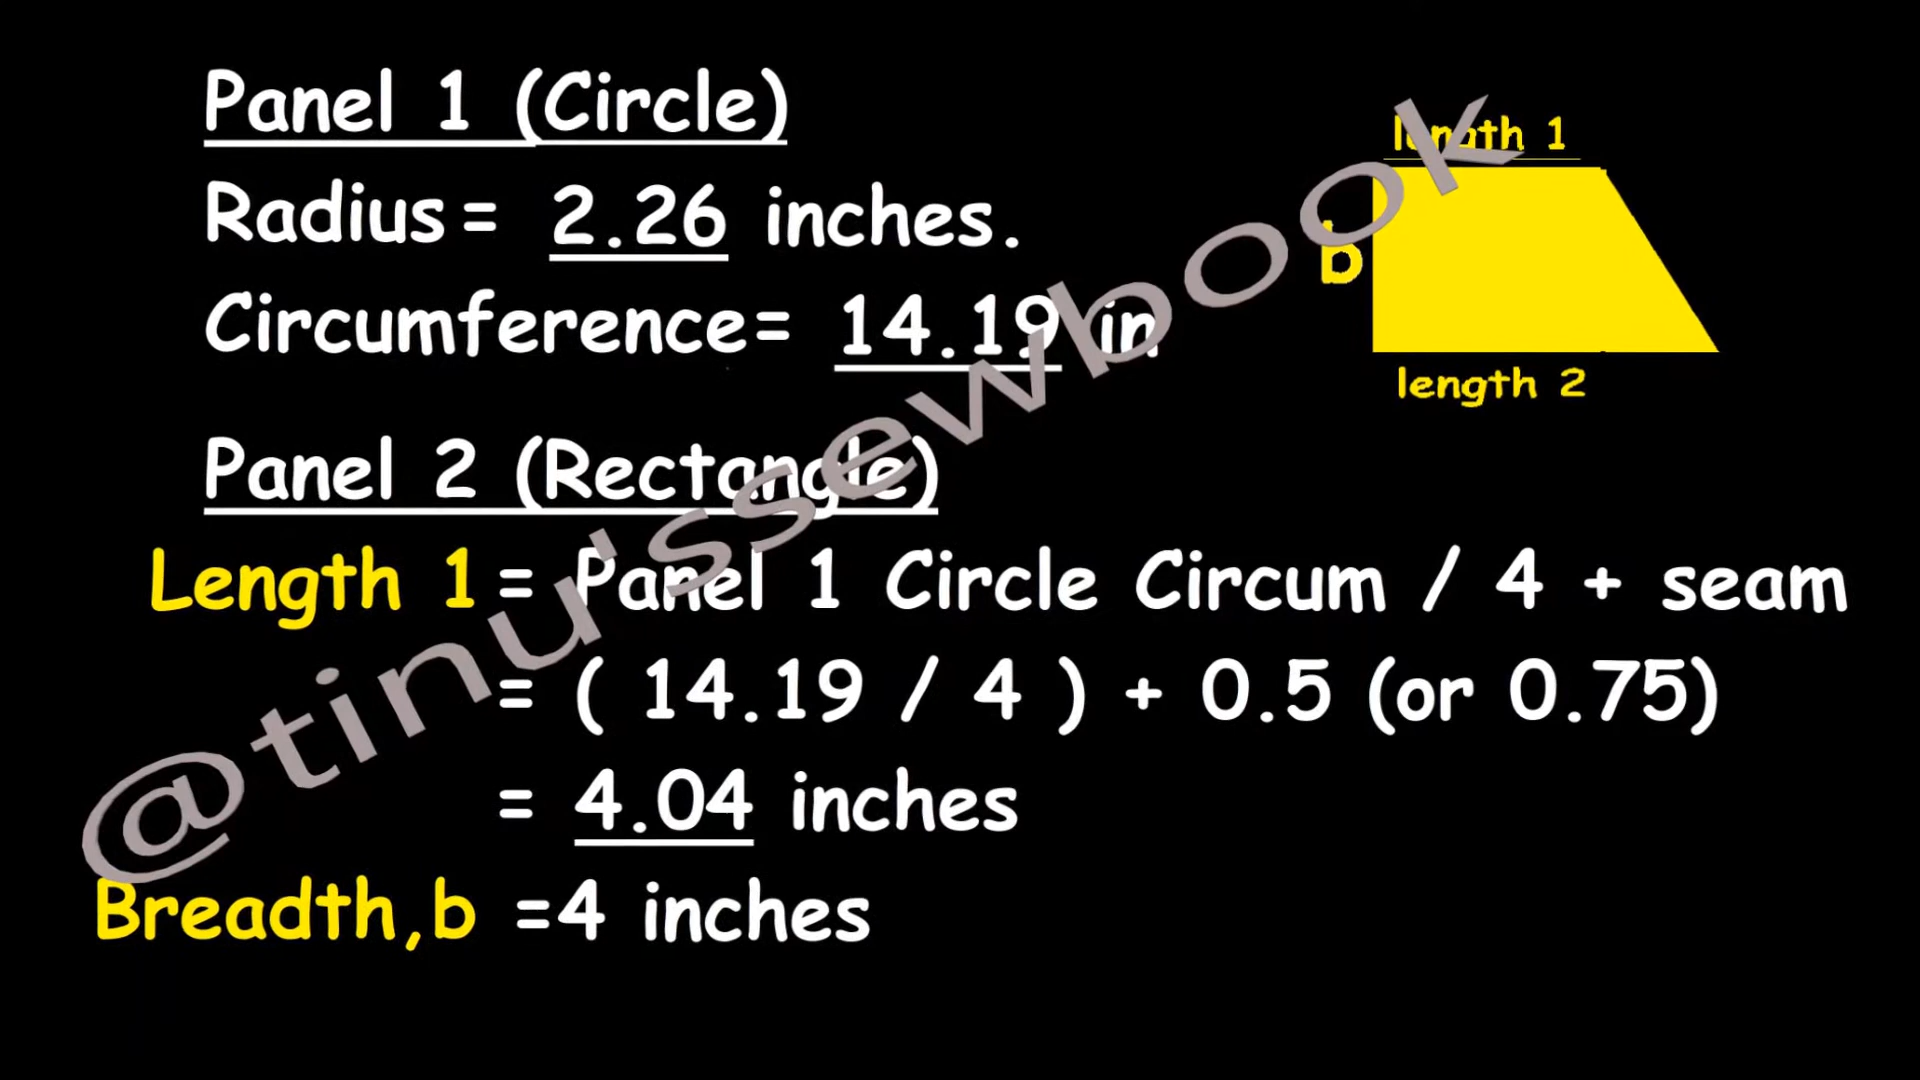 Panel 1 (Circle)
Radius= 2.26 inches.
Circumference= 14.19 in
length 1
b
length 2
Panel 2 (Rectangle)
Length 1 = Panel 1 Circle Circum / 4 + seam
= ( 14.19 / 4 ) + 0.5 (or 0.75)
= 4.04 inches
Breadth,b =4 inches
@tinu'ssewbook